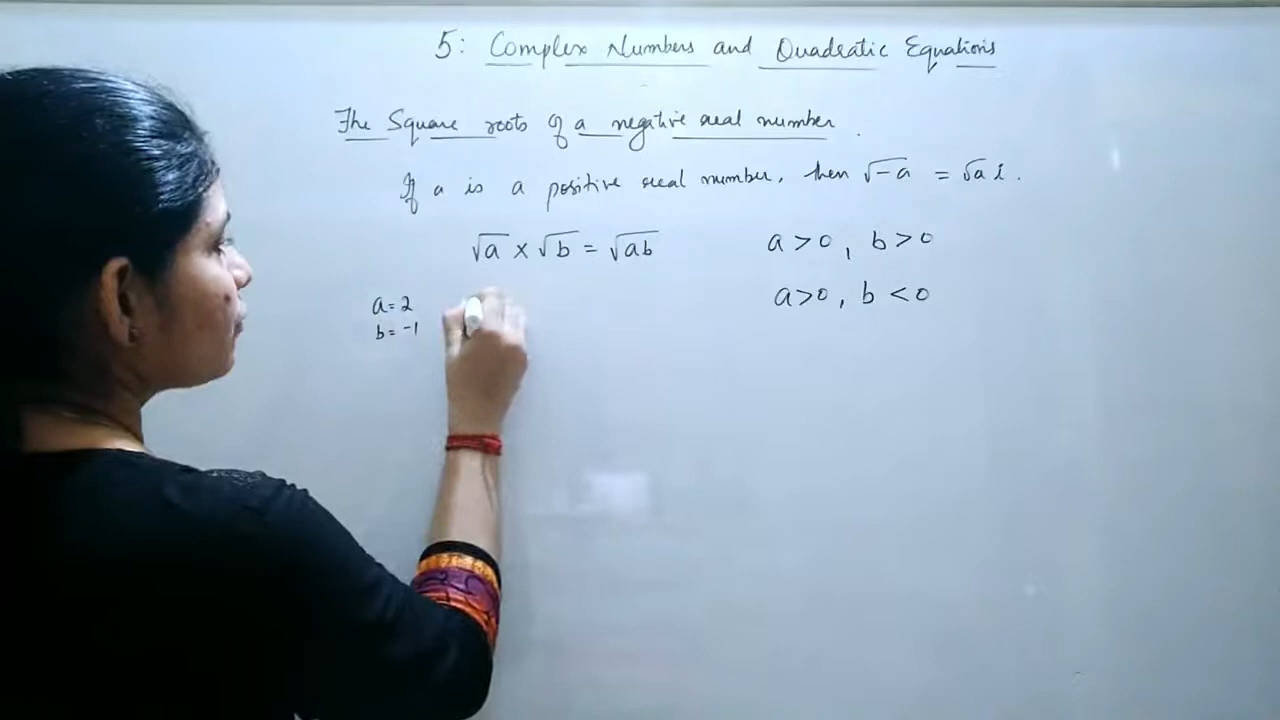 5: Complex Numbers and Quadratic Equations
The Square roots of a negative real number.
If a is a positive real number, then √-a = √a i.
√a × √b = √ab a>0, b>0
a>0, b<0
a=2
b=-1